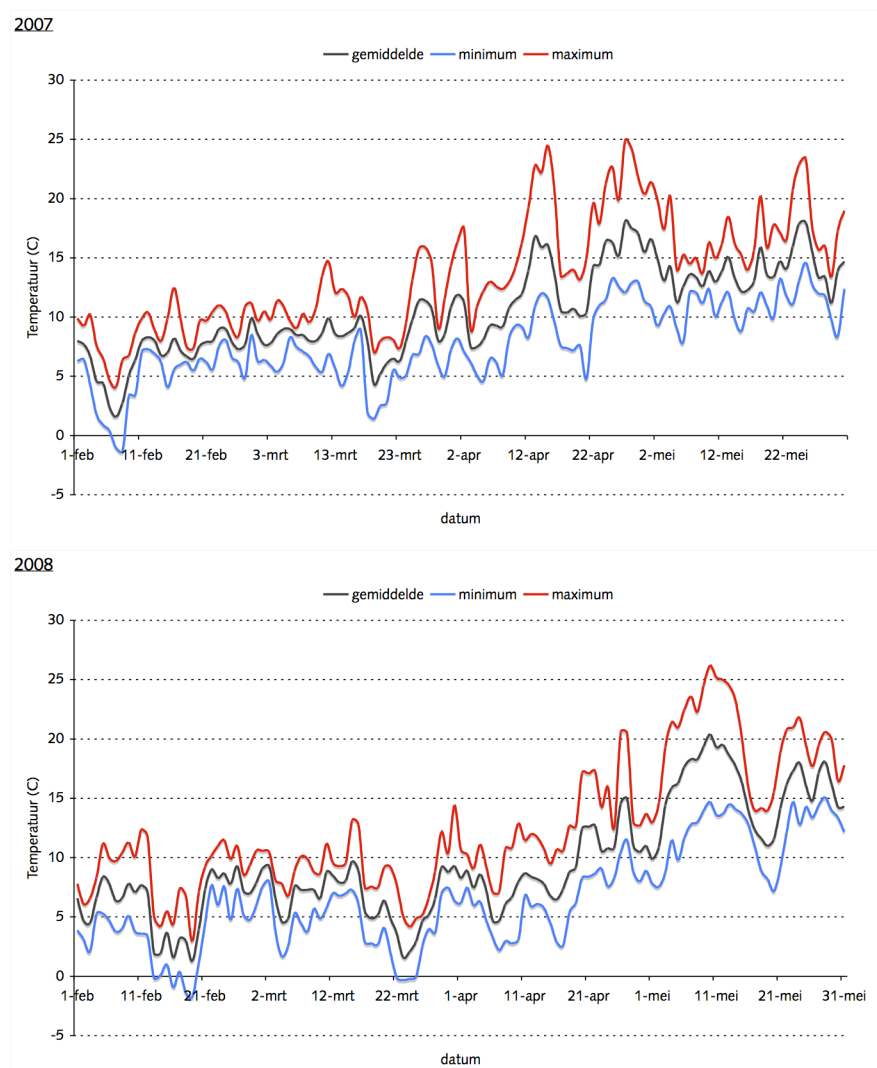 2007
gemiddelde minimum maximum
30
25
20
15
10
5
0
-5
Temperatuur (C)
1-feb 11-feb 21-feb 3-mrt 13-mrt 23-mrt 2-apr 12-apr 22-apr 2-mei 12-mei 22-mei
datum
2008
gemiddelde minimum maximum
30
25
20
15
10
5
0
-5
Temperatuur (C)
1-feb 11-feb 21-feb 2-mrt 12-mrt 22-mrt 1-apr 11-apr 21-apr 1-mei 11-mei 21-mei 31-mei
datum